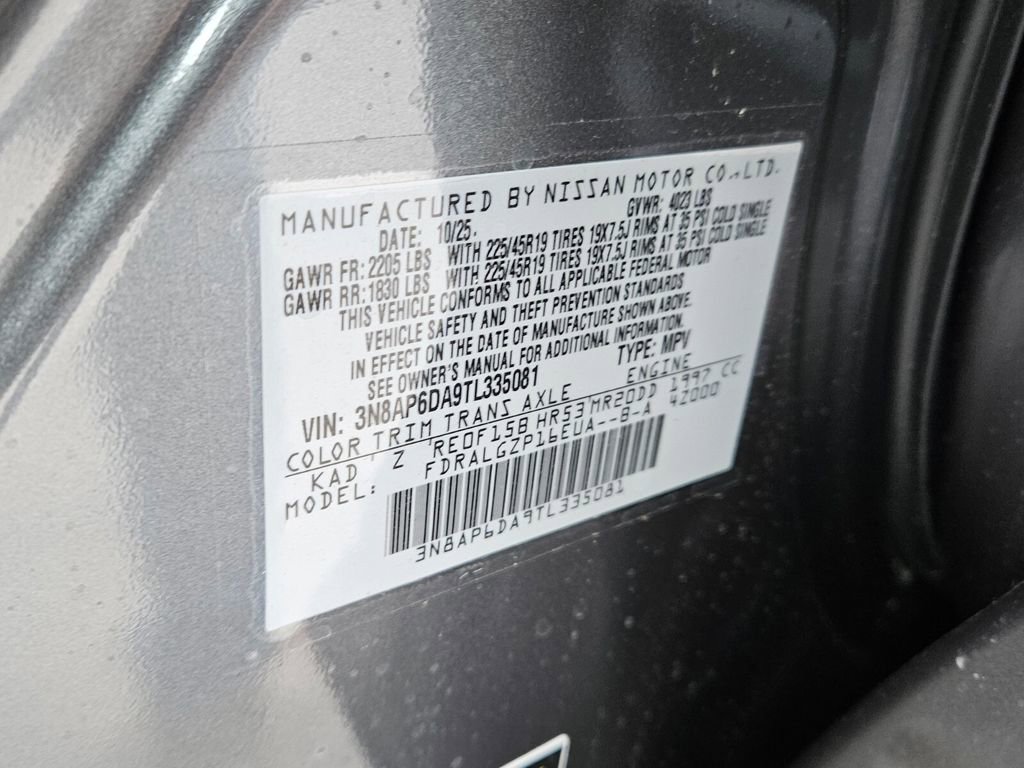 MANUFACTURED BY NISSAN MOTOR CO.,LTD.
DATE: 10/25. GVWR: 4023 LBS
GAWR FR: 2205 LBS WITH 225/45R19 TIRES 19X7.5J RIMS AT 35 PSI COLD SINGLE
GAWR RR: 1830 LBS WITH 225/45R19 TIRES 19X7.5J RIMS AT 35 PSI COLD SINGLE
THIS VEHICLE CONFORMS TO ALL APPLICABLE FEDERAL MOTOR
VEHICLE SAFETY AND THEFT PREVENTION STANDARDS
IN EFFECT ON THE DATE OF MANUFACTURE SHOWN ABOVE.
SEE OWNER'S MANUAL FOR ADDITIONAL INFORMATION.
VIN: 3N8AP6DA9TL335081 TYPE: MPV
COLOR TRIM TRANS AXLE ENGINE
KAD Z RE0F15B HR53 MR20DD 1997 CC
MODEL: FDRALGZP16EUA--B-A 42000
3N8AP6DA9TL335081